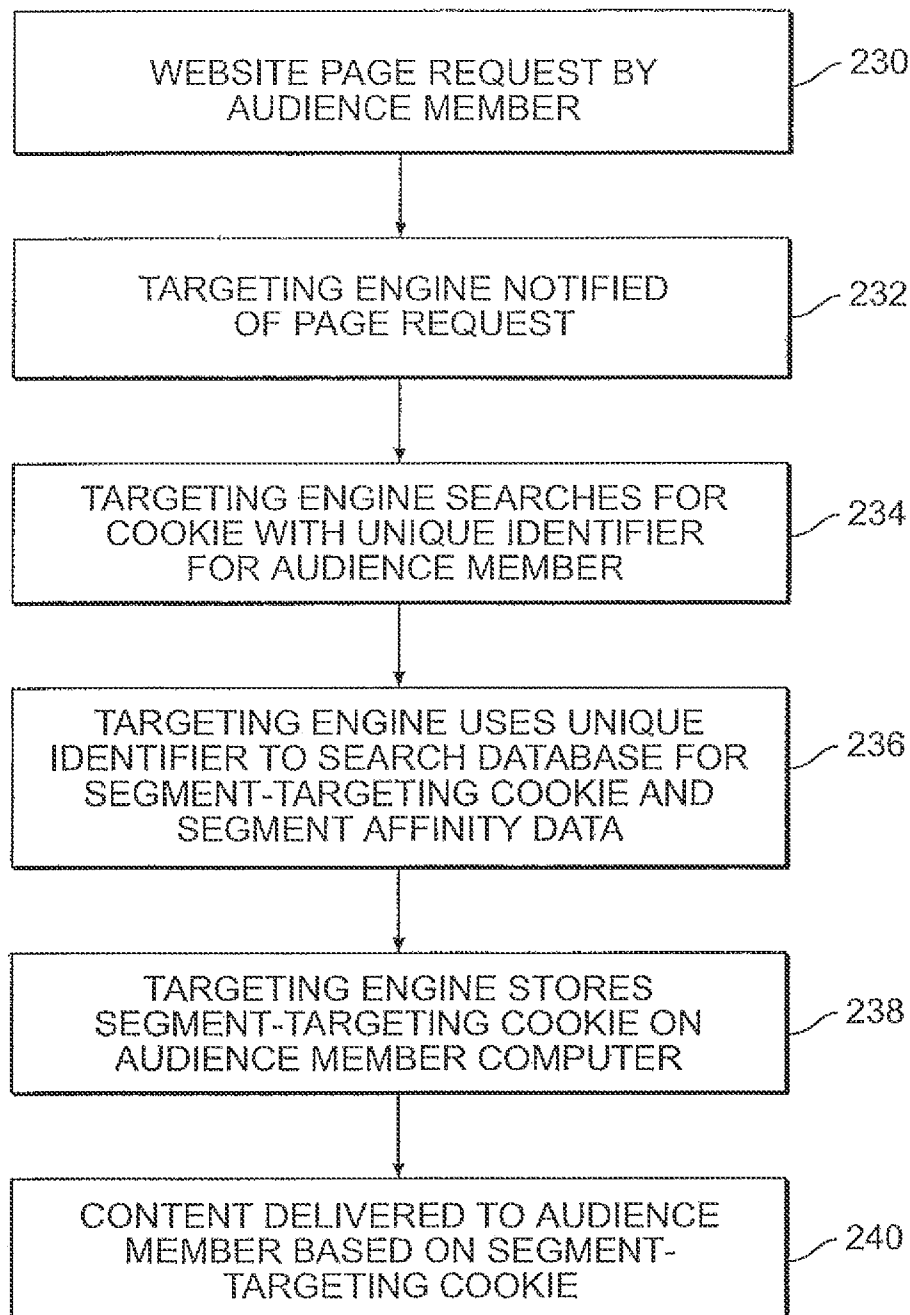 WEBSITE PAGE REQUEST BY
AUDIENCE MEMBER
230
TARGETING ENGINE NOTIFIED
OF PAGE REQUEST
232
TARGETING ENGINE SEARCHES FOR
COOKIE WITH UNIQUE IDENTIFIER
FOR AUDIENCE MEMBER
234
TARGETING ENGINE USES UNIQUE
IDENTIFIER TO SEARCH DATABASE FOR
SEGMENT-TARGETING COOKIE AND
SEGMENT AFFINITY DATA
236
TARGETING ENGINE STORES
SEGMENT-TARGETING COOKIE ON
AUDIENCE MEMBER COMPUTER
238
CONTENT DELIVERED TO AUDIENCE
MEMBER BASED ON SEGMENT-
TARGETING COOKIE
240